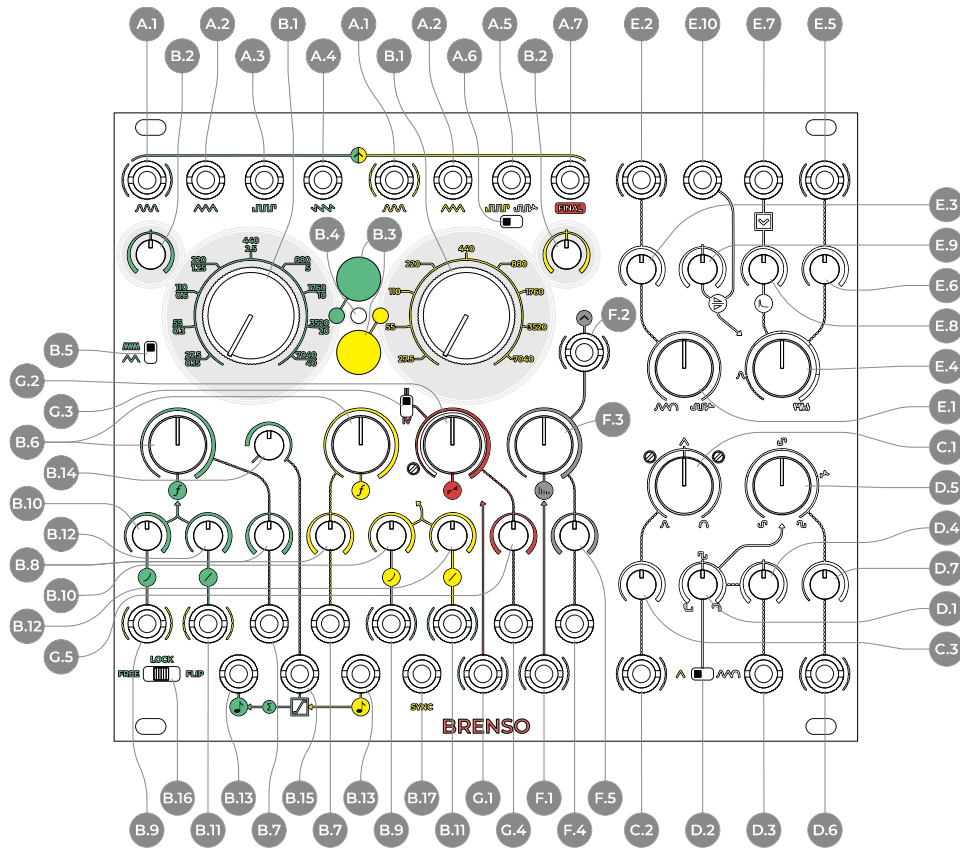 A.1 A.2 B.1 A.1 A.2 A.5 A.7 E.2 E.10 E.7 E.5
B.2 A.3 A.4 B.1 A.6 B.2
FINAL
E.3
B.4 B.3
440
2.5
440
220
1.25
880
5
220
880
E.9
110
0.6
1760
10
110
1760
E.6
55
0.3
3520
20
55
3520
F.2
E.8
B.5
27.5
0.15
7040
40
27.5
7040
E.4
G.2
G.3
E.1
B.6
F.3
C.1
B.14
f
f
D.5
B.10
D.4
B.12
D.7
B.8
B.10
D.1
B.12
C.3
G.5
LOCK
FREE FLIP
Σ
SYNC
BRENSO
B.16 B.13 B.15 B.13 B.17 G.1 F.1 F.5
B.9 B.11 B.7 B.7 B.9 B.11 G.4 F.4 C.2 D.2 D.3 D.6